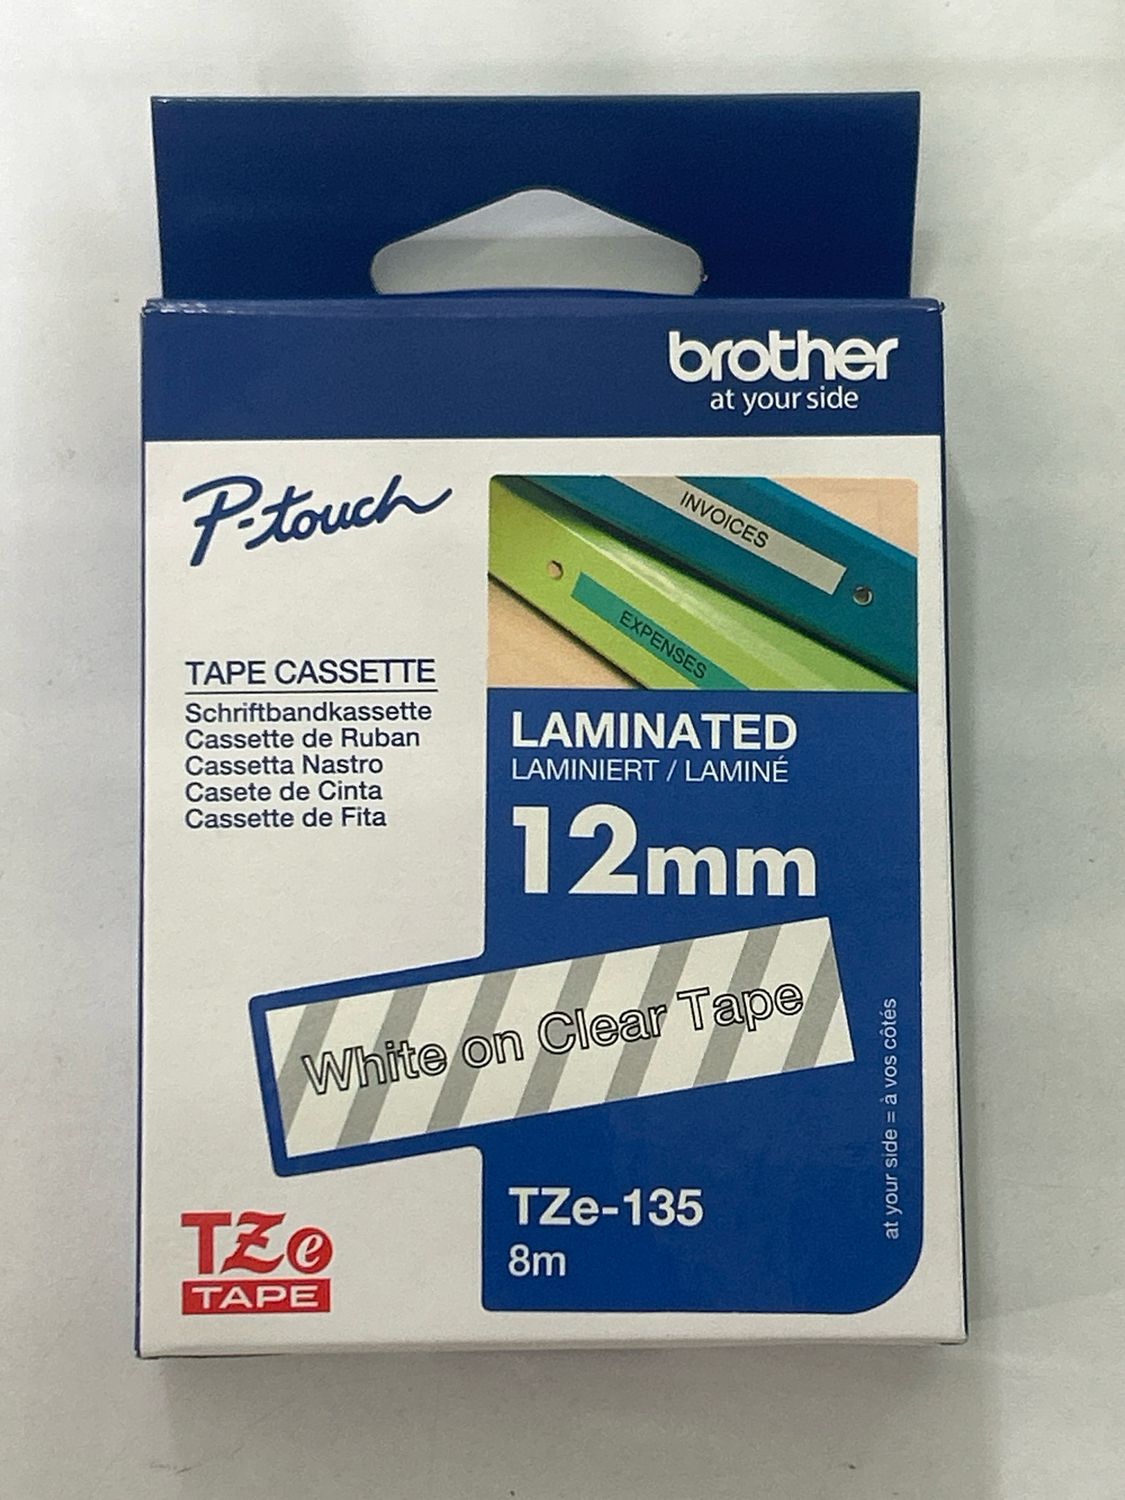 brother
at your side
P-touch
INVOICES
EXPENSES
TAPE CASSETTE
Schriftbandkassette
Cassette de Ruban
Cassetta Nastro
Casete de Cinta
Cassette de Fita
LAMINATED
LAMINIERT / LAMINÉ
12mm
White on Clear Tape
at your side = à vos côtés
TZe-135
8m
TZe
TAPE